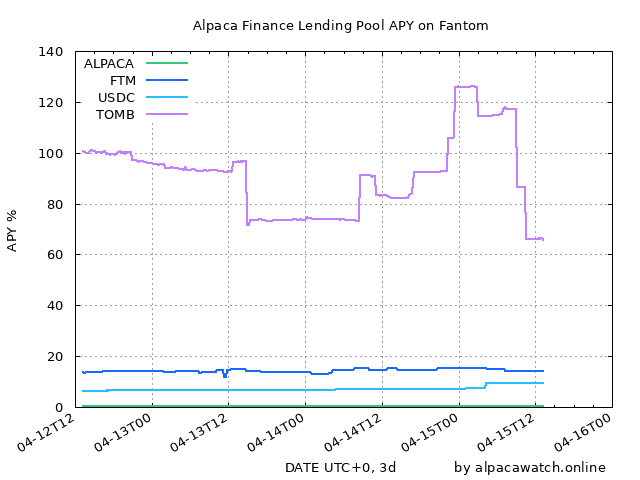 Alpaca Finance Lending Pool APY on Fantom
140
120
100
80
60
40
20
0
APY %
ALPACA
FTM
USDC
TOMB
04-12T12
04-13T00
04-13T12
04-14T00
04-14T12
04-15T00
04-15T12
04-16T00
DATE UTC+0, 3d
by alpacawatch.online